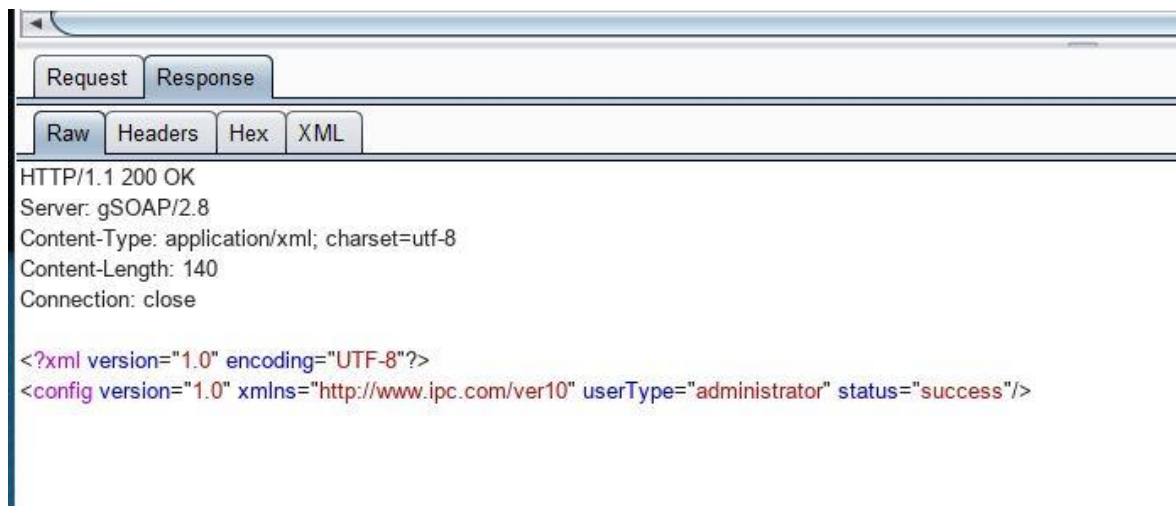 Request Response
Raw Headers Hex XML
HTTP/1.1 200 OK
Server: gSOAP/2.8
Content-Type: application/xml; charset=utf-8
Content-Length: 140
Connection: close
<?xml version="1.0" encoding="UTF-8"?>
<config version="1.0" xmlns="http://www.ipc.com/ver10" userType="administrator" status="success"/>